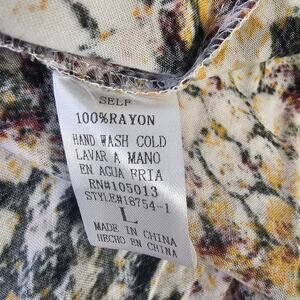 SELF
100%RAYON
HAND WASH COLD
LAVAR A MANO
EN AGUA FRIA
RN#105013
STYLE#18754-1
L
MADE IN CHINA
HECHO EN CHINA